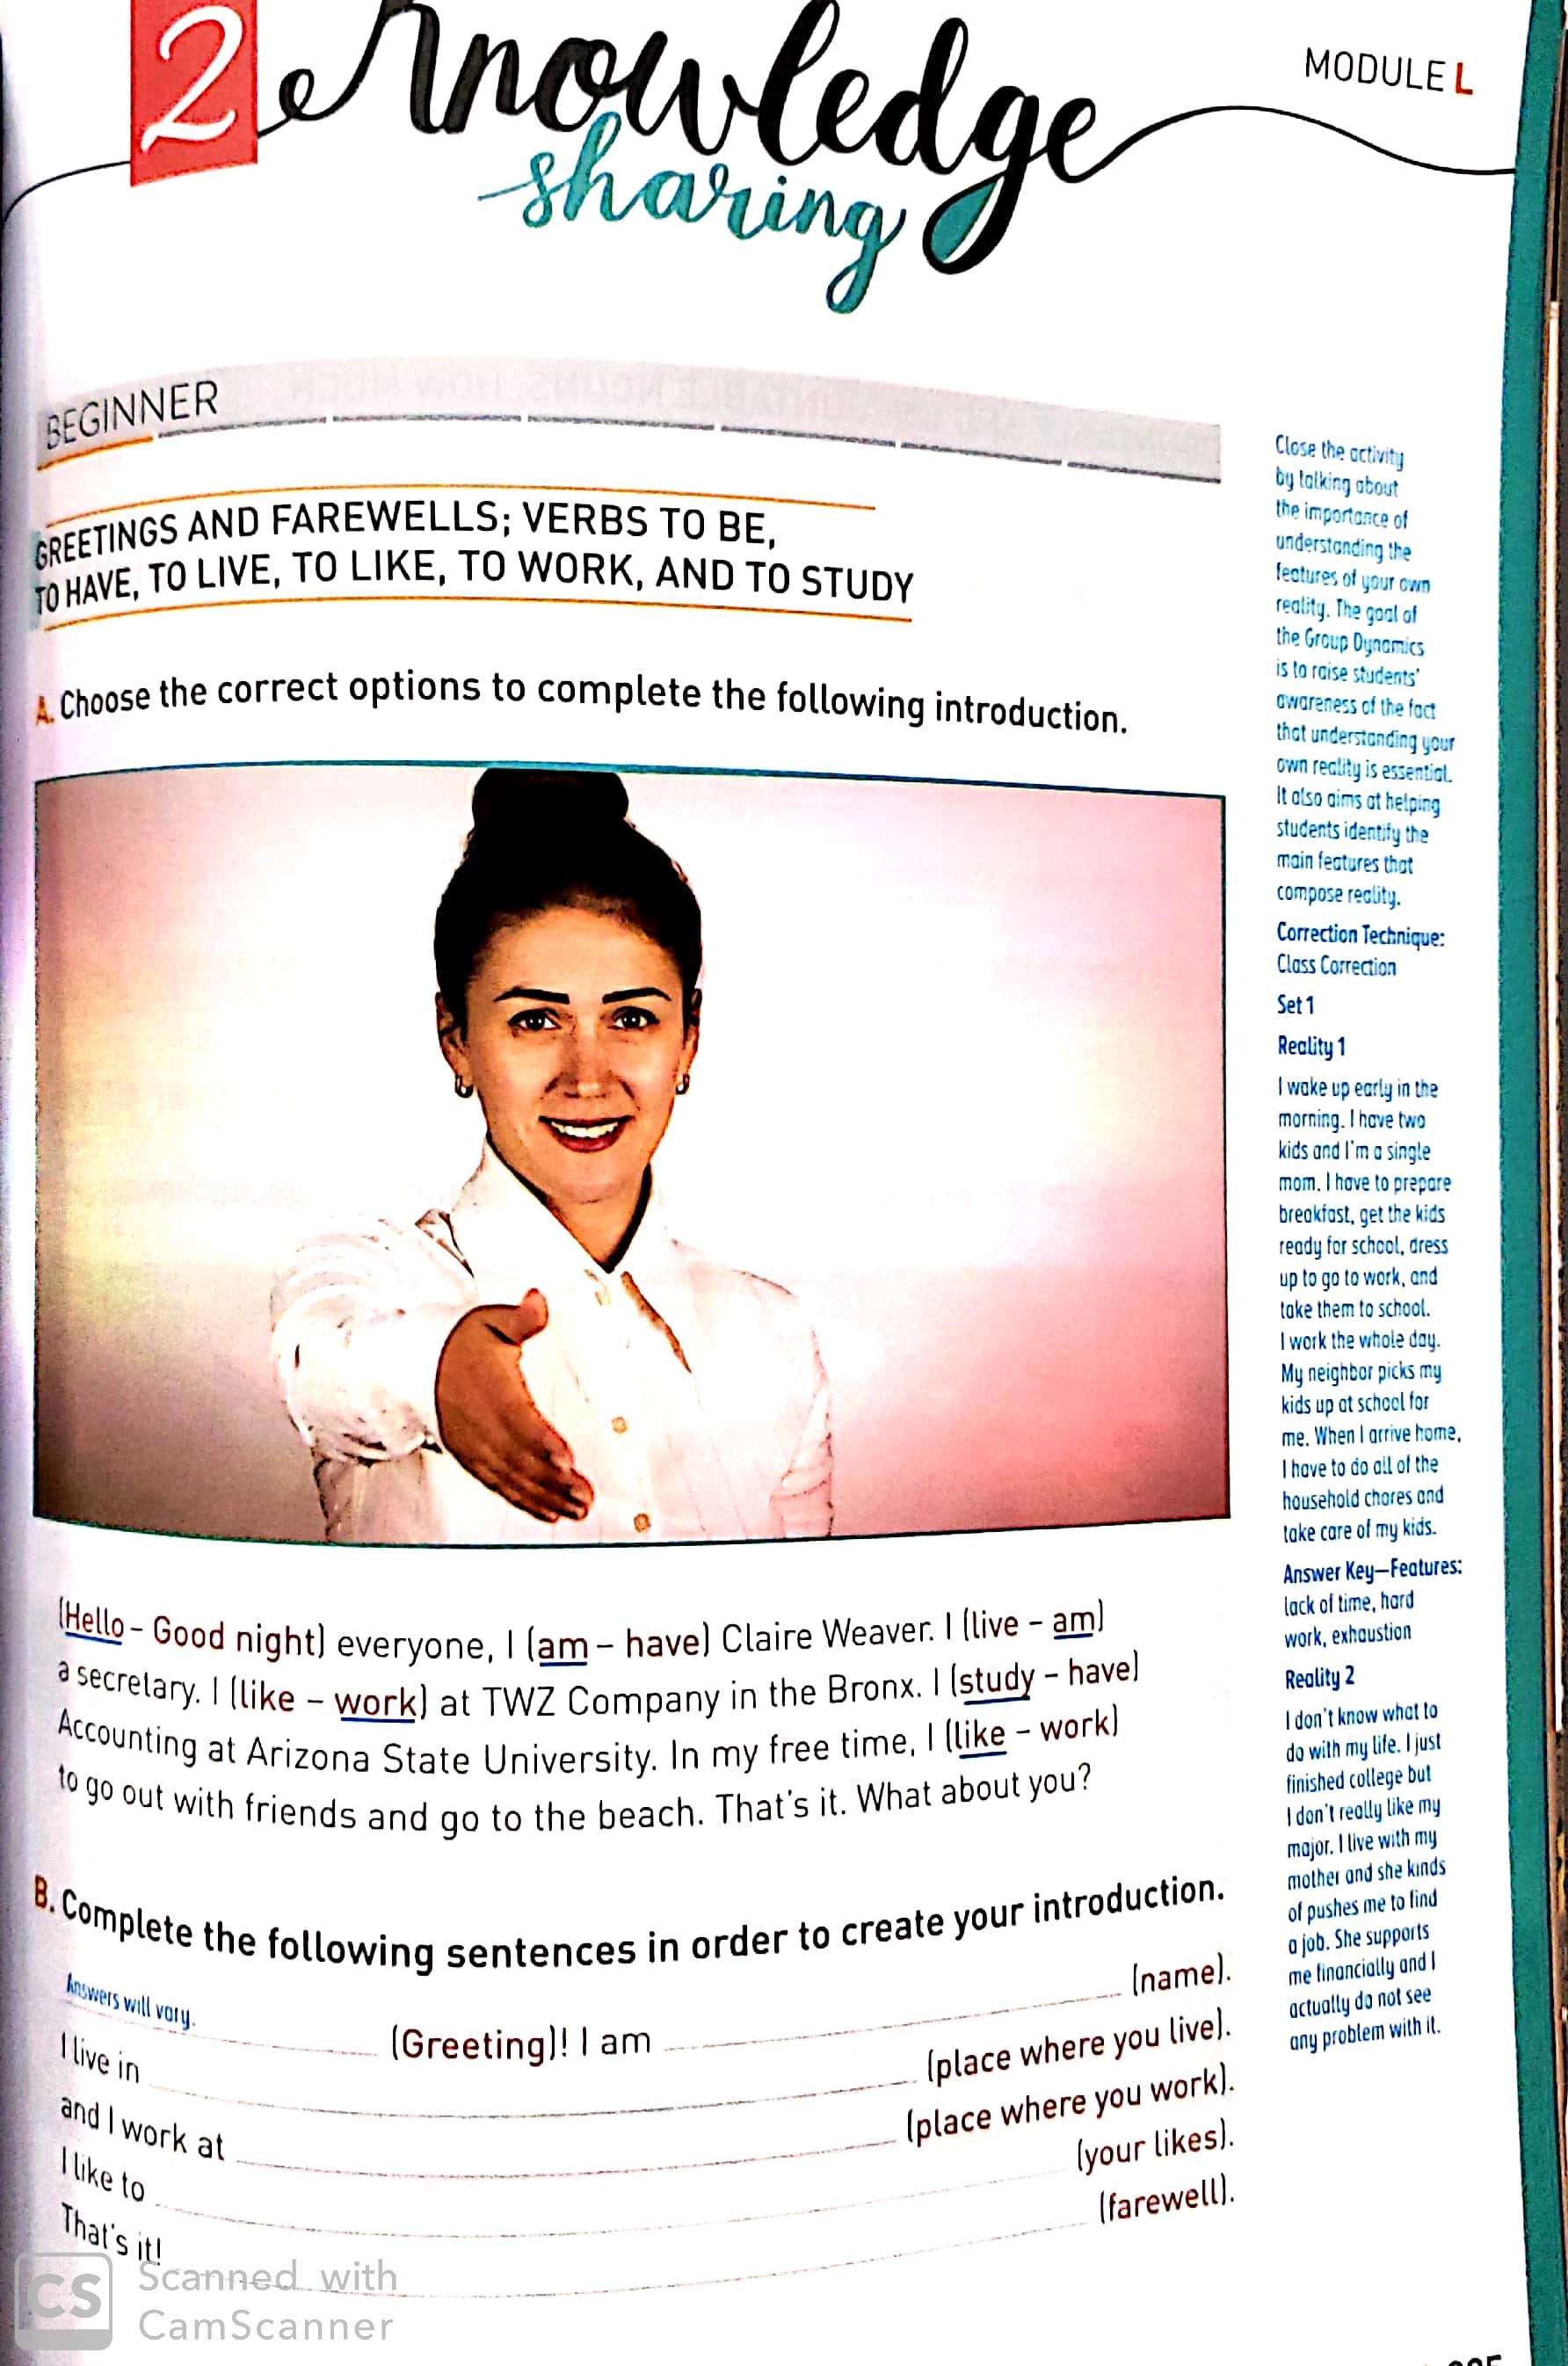 2 Knowledge
sharing
MODULE L
BEGINNER
GREETINGS AND FAREWELLS; VERBS TO BE,
TO HAVE, TO LIVE, TO LIKE, TO WORK, AND TO STUDY
A. Choose the correct options to complete the following introduction.
(Hello – Good night) everyone, I (am – have) Claire Weaver. I (live – am)
a secretary. I (like – work) at TWZ Company in the Bronx. I (study – have)
Accounting at Arizona State University. In my free time, I (like – work)
to go out with friends and go to the beach. That's it. What about you?
B. Complete the following sentences in order to create your introduction.
Answers will vary.
(Greeting)! I am (name).
I live in (place where you live).
and I work at (place where you work).
I like to (your likes).
That's it! (farewell).
Close the activity
by talking about
the importance of
understanding the
features of your own
reality. The goal of
the Group Dynamics
is to raise students'
awareness of the fact
that understanding your
own reality is essential.
It also aims at helping
students identify the
main features that
compose reality.
Correction Technique:
Class Correction
Set 1
Reality 1
I wake up early in the
morning. I have two
kids and I'm a single
mom. I have to prepare
breakfast, get the kids
ready for school, dress
up to go to work, and
take them to school.
I work the whole day.
My neighbor picks my
kids up at school for
me. When I arrive home,
I have to do all of the
household chores and
take care of my kids.
Answer Key—Features:
lack of time, hard
work, exhaustion
Reality 2
I don't know what to
do with my life. I just
finished college but
I don't really like my
major. I live with my
mother and she kinds
of pushes me to find
a job. She supports
me financially and I
actually do not see
any problem with it.
CS Scanned with
CamScanner